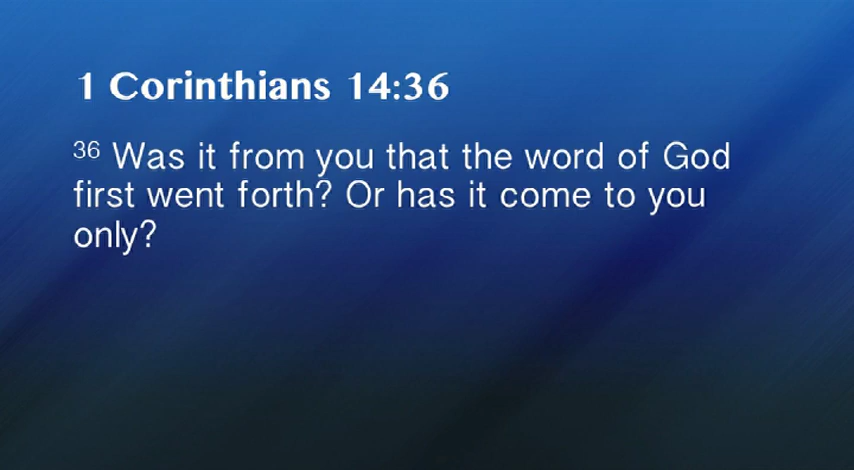 1 Corinthians 14:36
36 Was it from you that the word of God
first went forth? Or has it come to you
only?